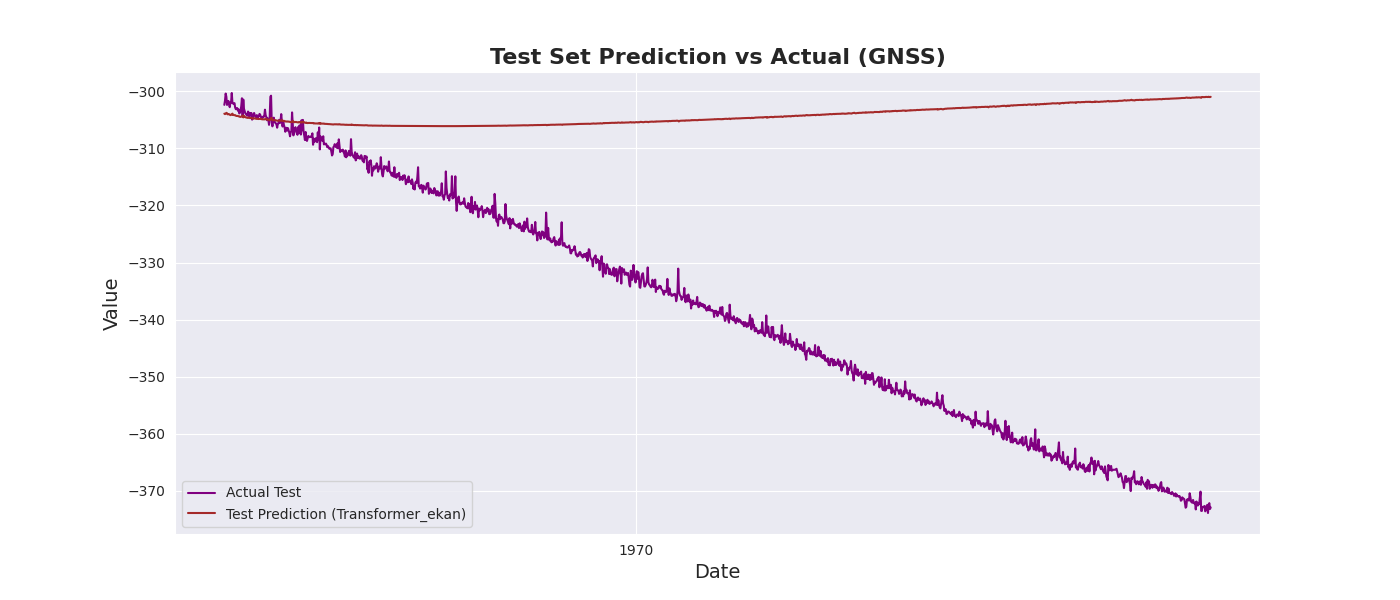 Test Set Prediction vs Actual (GNSS)
−300
−310
−320
−330
−340
−350
−360
−370
Value
Actual Test
Test Prediction (Transformer_ekan)
1970
Date